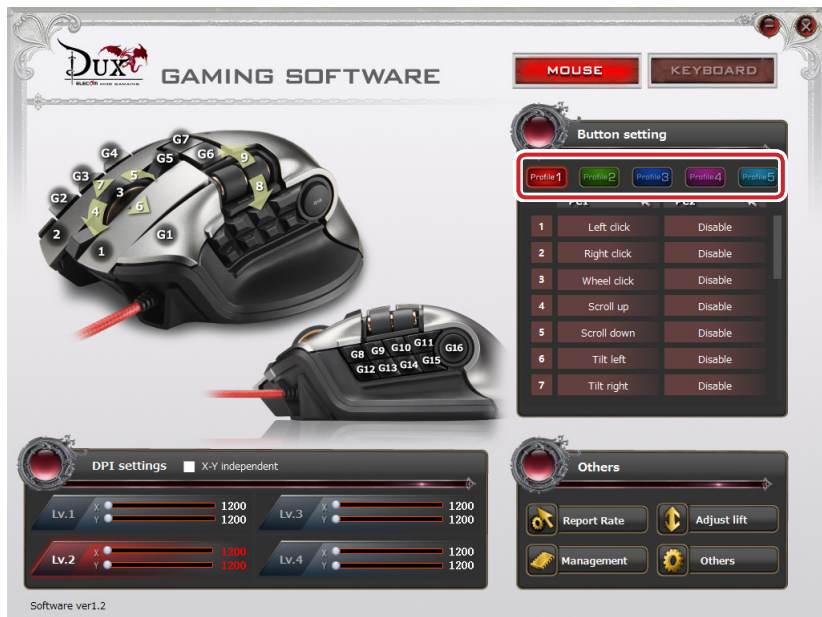 DUX
ELECOM MMO GAMING
GAMING SOFTWARE
MOUSE
KEYBOARD
Button setting
Profile1
Profile2
Profile3
Profile4
Profile5
1 Left click Disable
2 Right click Disable
3 Wheel click Disable
4 Scroll up Disable
5 Scroll down Disable
6 Tilt left Disable
7 Tilt right Disable
G7
G4
G5
G6
9
G3
7
5
3
8
G2
4
6
G16
2
1
G1
G8 G9 G10 G11
G16
G12 G13 G14 G15
DPI settings
X-Y independent
Lv.1 X 1200
Y 1200
Lv.3 X 1200
Y 1200
Lv.2 X 1200
Y 1200
Lv.4 X 1200
Y 1200
Others
Report Rate
Adjust lift
Management
Others
Software ver1.2